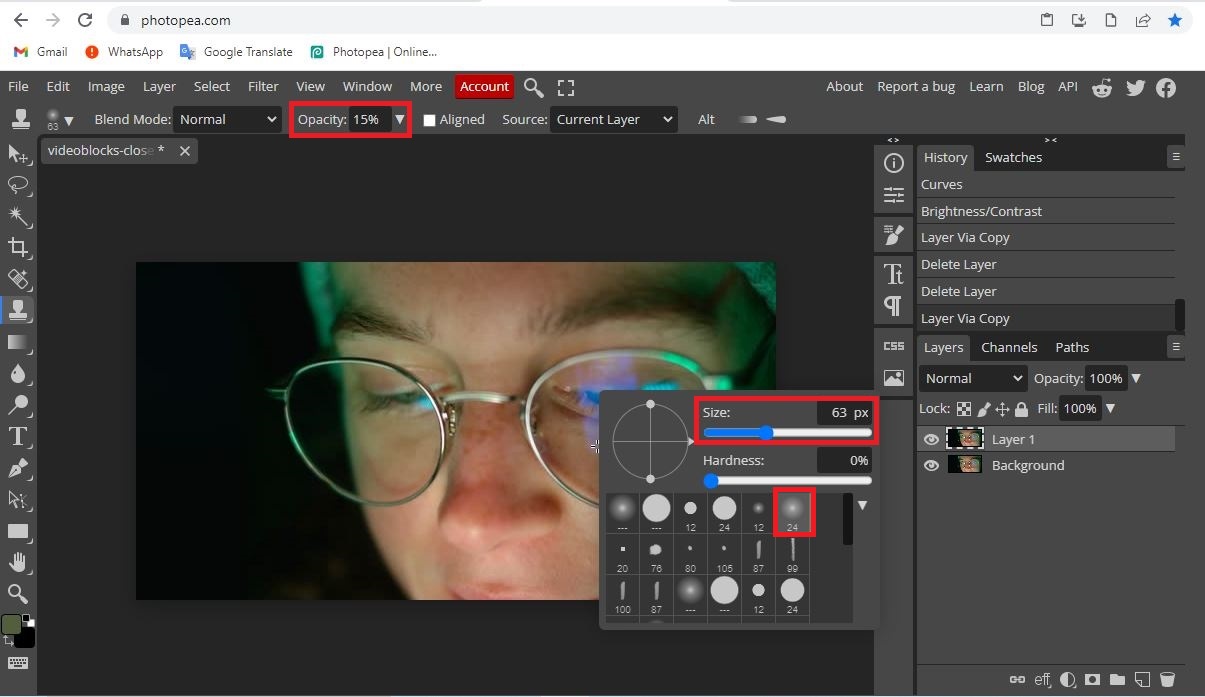 photopea.com
Gmail WhatsApp Google Translate Photopea | Online...
File Edit Image Layer Select Filter View Window More Account About Report a bug Learn Blog API
63 Blend Mode: Normal Opacity: 15% Aligned Source: Current Layer Alt
videoblocks-close *
History Swatches
Curves
Brightness/Contrast
Layer Via Copy
Delete Layer
Delete Layer
Layer Via Copy
CSS
Layers Channels Paths
Normal Opacity: 100%
Lock: Fill: 100%
Layer 1
Background
Size: 63 px
Hardness: 0%
--- --- 12 24 12 24
20 76 80 105 87 99
100 87 --- --- 12 24
eff